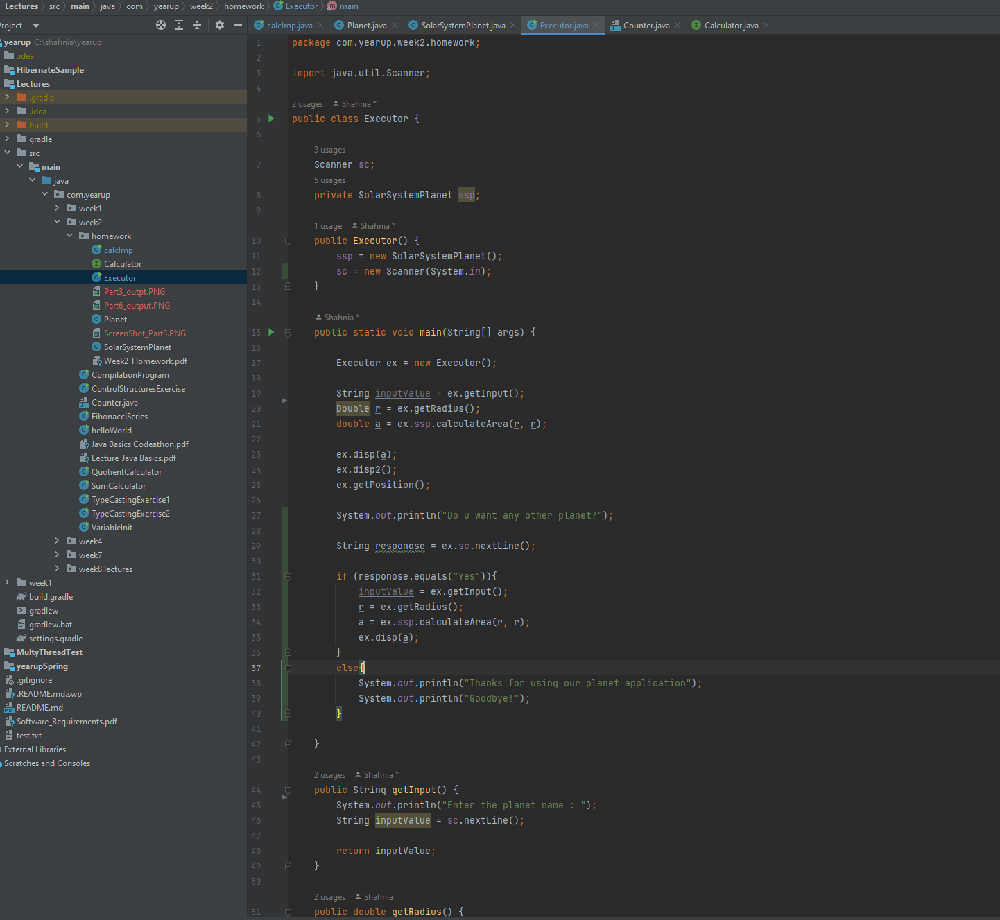 Lectures src main java com yearup week2 homework Executor main
Project
calcImp.java Planet.java SolarSystemPlanet.java Executor.java Counter.java Calculator.java
yearup C:\shahnia\yearup
.idea
HibernateSample
Lectures
.gradle
.idea
build
gradle
src
main
java
com.yearup
week1
week2
homework
calcImp
Calculator
Executor
Part3_outpt.PNG
Part6_output.PNG
Planet
ScreenShot_Part3.PNG
SolarSystemPlanet
Week2_Homework.pdf
CompilationProgram
ControlStructuresExercise
Counter.java
FibonacciSeries
helloWorld
Java Basics Codeathon.pdf
Lecture_Java Basics.pdf
QuotientCalculator
SumCalculator
TypeCastingExercise1
TypeCastingExercise2
VariableInit
week4
week7
week8.lectures
week1
build.gradle
gradlew
gradlew.bat
settings.gradle
MultyThreadTest
yearupSpring
.gitignore
.README.md.swp
README.md
Software_Requirements.pdf
test.txt
External Libraries
Scratches and Consoles
1 package com.yearup.week2.homework;
2
3 import java.util.Scanner;
4
2 usages Shahnia *
5 public class Executor {
6
3 usages
7 Scanner sc;
5 usages
8 private SolarSystemPlanet ssp;
9
1 usage Shahnia *
10 public Executor() {
11 ssp = new SolarSystemPlanet();
12 sc = new Scanner(System.in);
13 }
14
Shahnia *
15 public static void main(String[] args) {
16
17 Executor ex = new Executor();
18
19 String inputValue = ex.getInput();
20 Double r = ex.getRadius();
21 double a = ex.ssp.calculateArea(r, r);
22
23 ex.disp(a);
24 ex.disp2();
25 ex.getPosition();
26
27 System.out.println("Do u want any other planet?");
28
29 String responose = ex.sc.nextLine();
30
31 if (responose.equals("Yes")){
32 inputValue = ex.getInput();
33 r = ex.getRadius();
34 a = ex.ssp.calculateArea(r, r);
35 ex.disp(a);
36 }
37 else{
38 System.out.println("Thanks for using our planet application");
39 System.out.println("Goodbye!");
40 }
41
42 }
43
2 usages Shahnia *
44 public String getInput() {
45 System.out.println("Enter the planet name : ");
46 String inputValue = sc.nextLine();
47
48 return inputValue;
49 }
50
2 usages Shahnia
51 public double getRadius() {